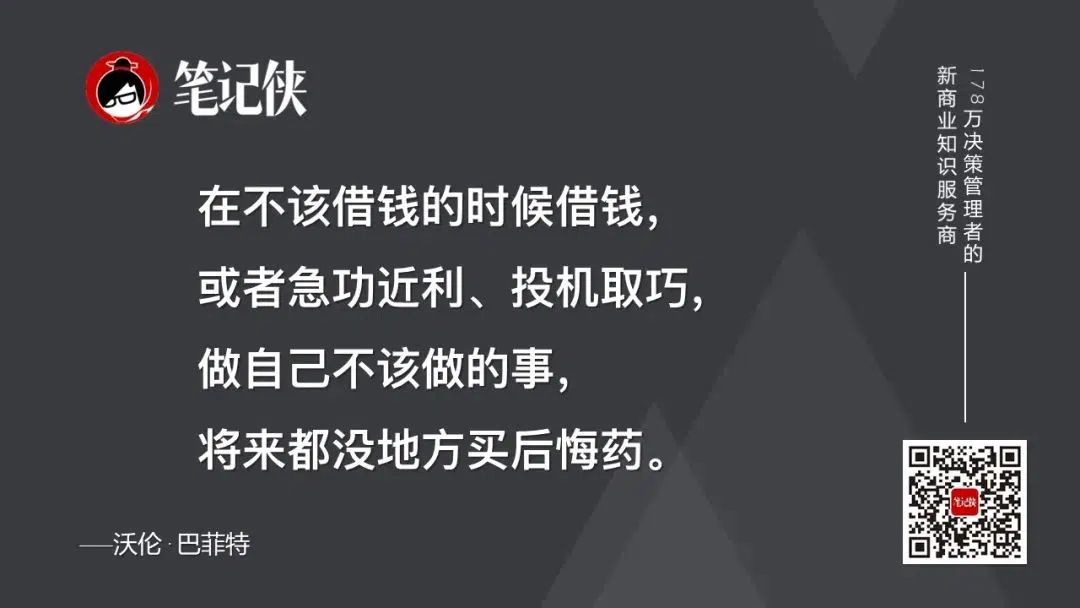 笔记侠
178万决策管理者的
新商业知识服务商
在不该借钱的时候借钱，
或者急功近利、投机取巧，
做自己不该做的事，
将来都没地方买后悔药。
——沃伦·巴菲特
笔记侠